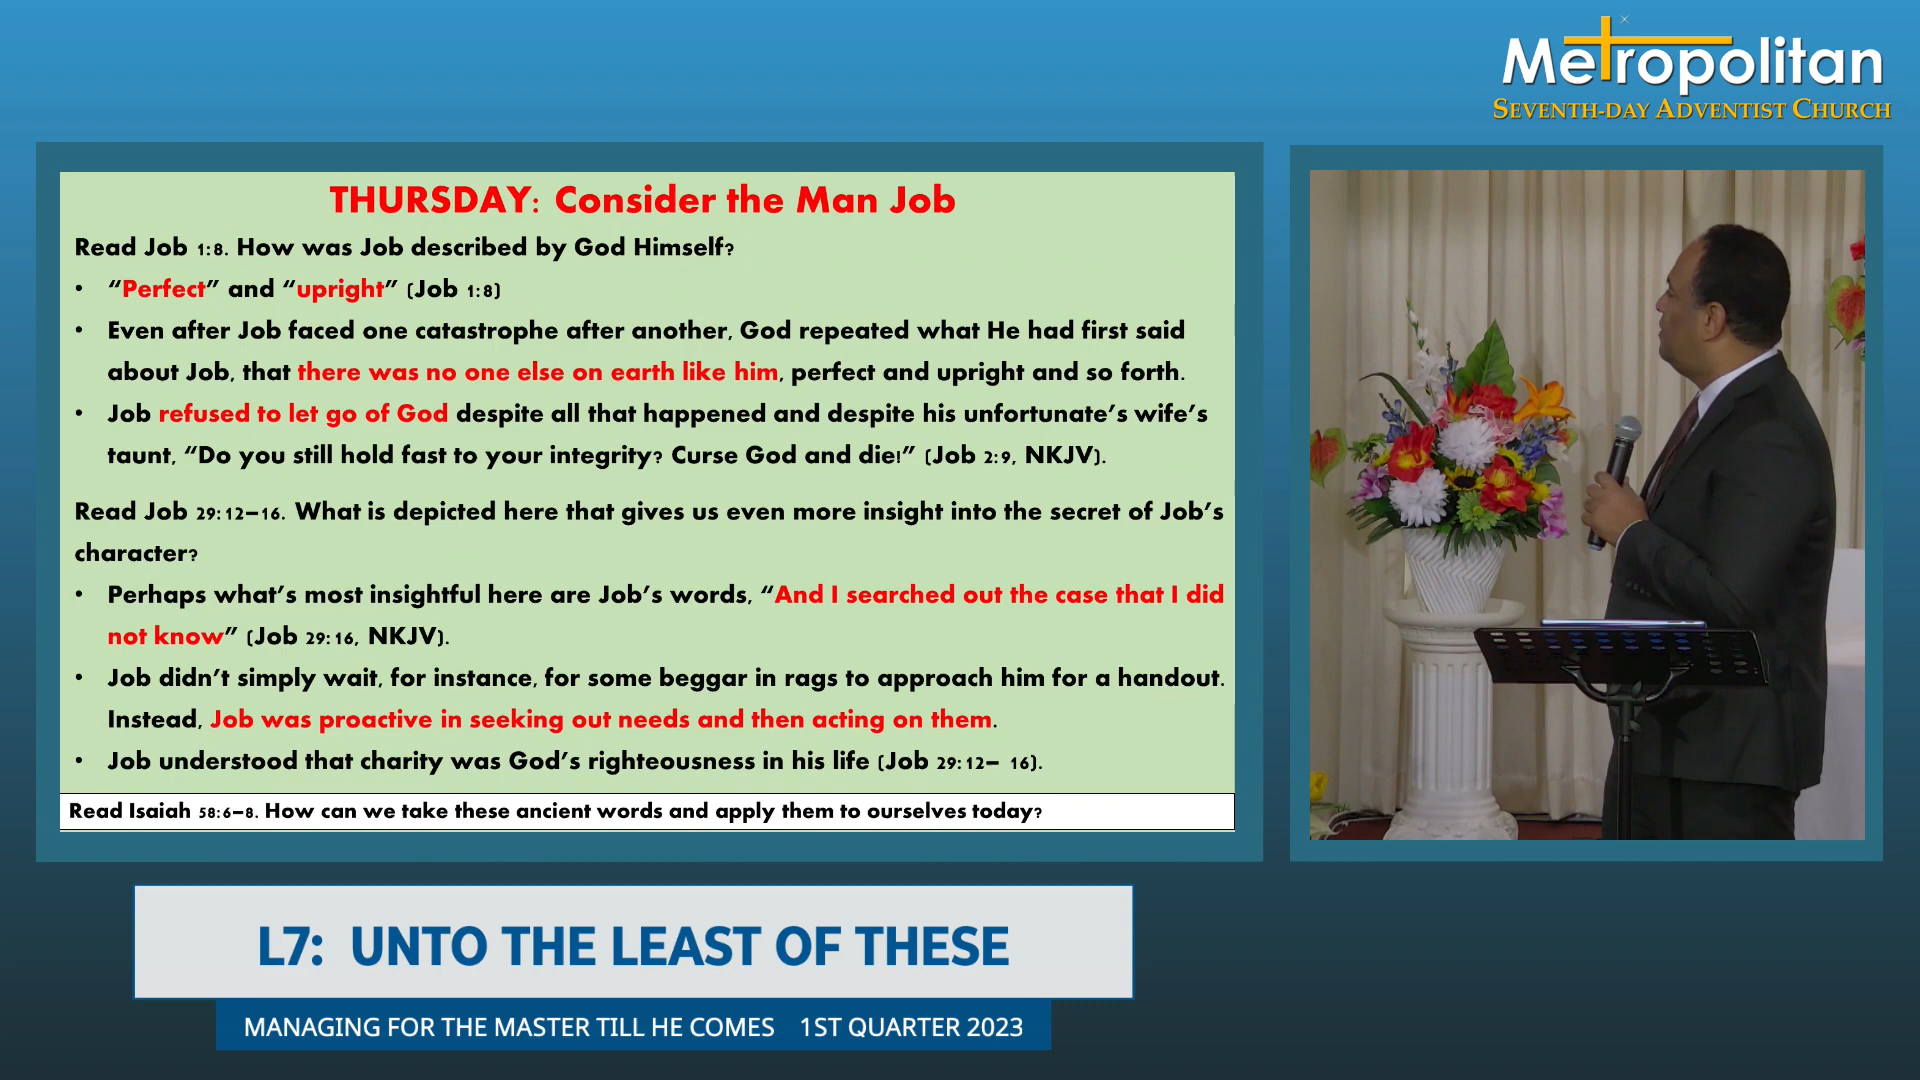 Metropolitan
SEVENTH-DAY ADVENTIST CHURCH
THURSDAY: Consider the Man Job
Read Job 1:8. How was Job described by God Himself?
• “Perfect” and “upright” (Job 1:8)
• Even after Job faced one catastrophe after another, God repeated what He had first said
about Job, that there was no one else on earth like him, perfect and upright and so forth.
• Job refused to let go of God despite all that happened and despite his unfortunate’s wife’s
taunt, “Do you still hold fast to your integrity? Curse God and die!” (Job 2:9, NKJV).
Read Job 29:12–16. What is depicted here that gives us even more insight into the secret of Job’s
character?
• Perhaps what’s most insightful here are Job’s words, “And I searched out the case that I did
not know” (Job 29:16, NKJV).
• Job didn’t simply wait, for instance, for some beggar in rags to approach him for a handout.
Instead, Job was proactive in seeking out needs and then acting on them.
• Job understood that charity was God’s righteousness in his life (Job 29:12– 16).
Read Isaiah 58:6–8. How can we take these ancient words and apply them to ourselves today?
L7: UNTO THE LEAST OF THESE
MANAGING FOR THE MASTER TILL HE COMES 1ST QUARTER 2023